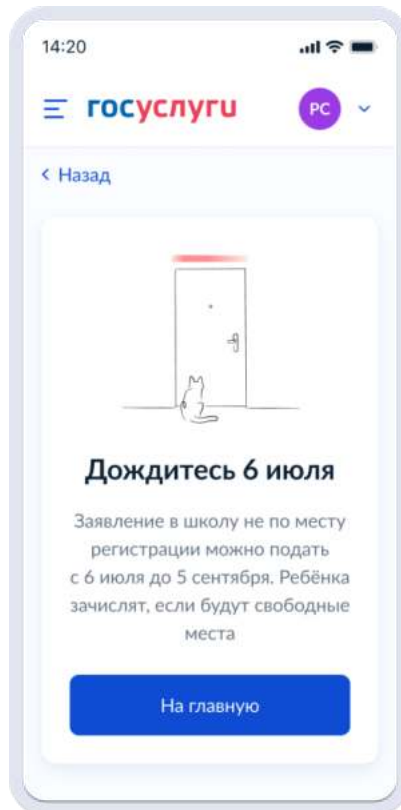 14:20
госуслуги
РС
Назад
Дождитесь 6 июля
Заявление в школу не по месту
регистрации можно подать
с 6 июля до 5 сентября. Ребёнка
зачислят, если будут свободные
места
На главную